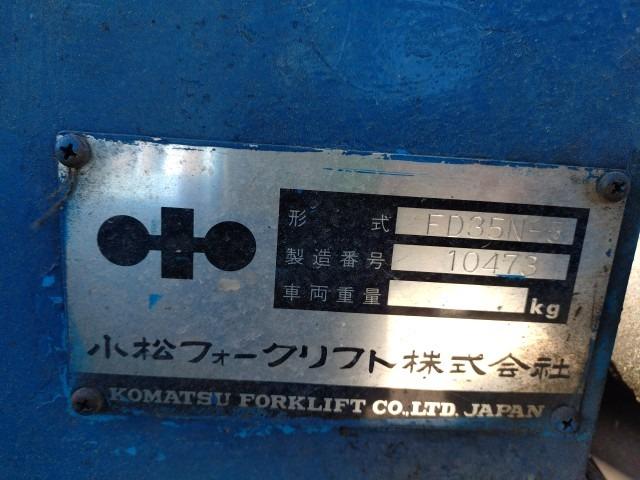 形式 FD35N-3
製造番号 10473
車両重量 kg
小松フォークリフト株式会社
KOMATSU FORKLIFT CO.,LTD. JAPAN